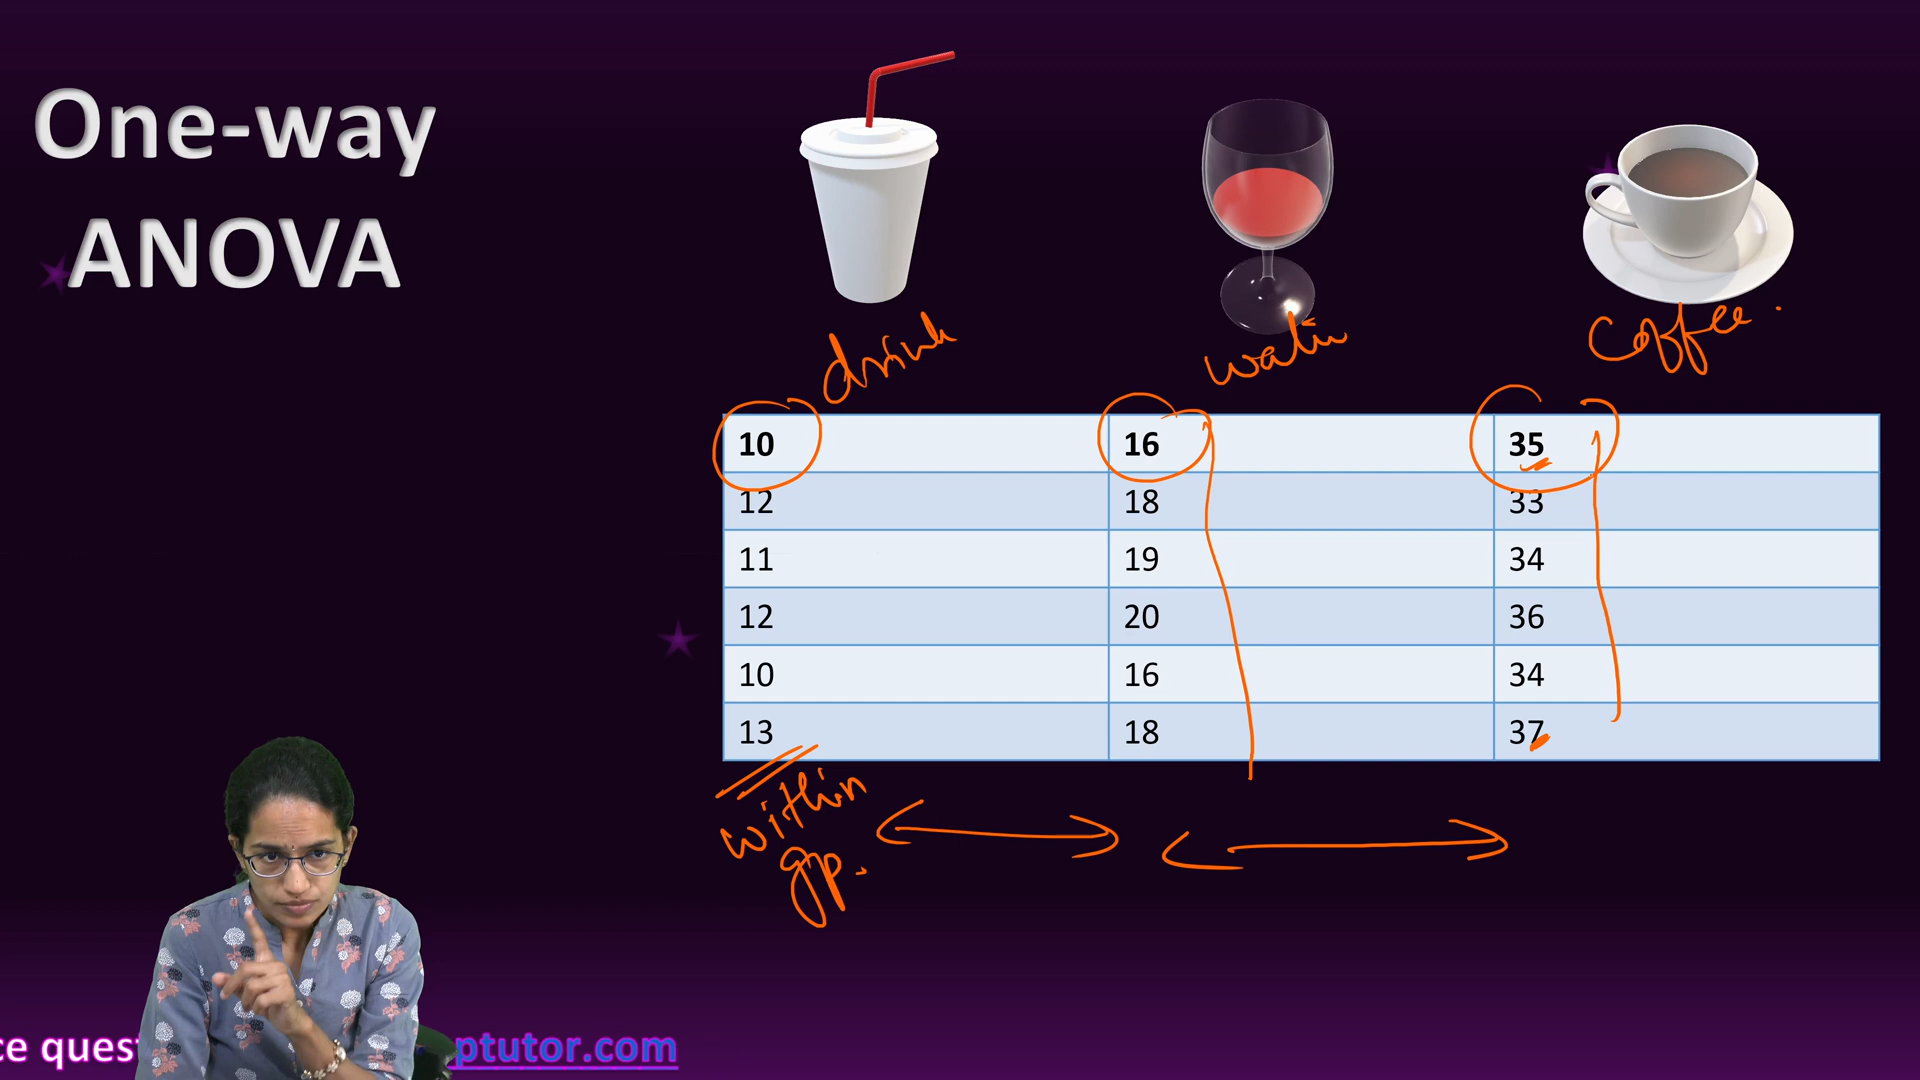 One-way
ANOVA
drink
water
Coffee.
10 16 35
12 18 33
11 19 34
12 20 36
10 16 34
13 18 37
within
gp.
ptutor.com